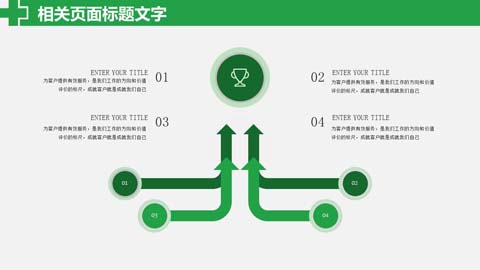 相关页面标题文字
ENTER YOUR TITLE
01
为客户提供有效服务，是我们工作的方向和价值
评价的标尺，成就客户就是成就我们自己
02
ENTER YOUR TITLE
为客户提供有效服务，是我们工作的方向和价值
评价的标尺，成就客户就是成就我们自己
ENTER YOUR TITLE
03
为客户提供有效服务，是我们工作的方向和价值
评价的标尺，成就客户就是成就我们自己
04
ENTER YOUR TITLE
为客户提供有效服务，是我们工作的方向和价值
评价的标尺，成就客户就是成就我们自己
01
02
03
04